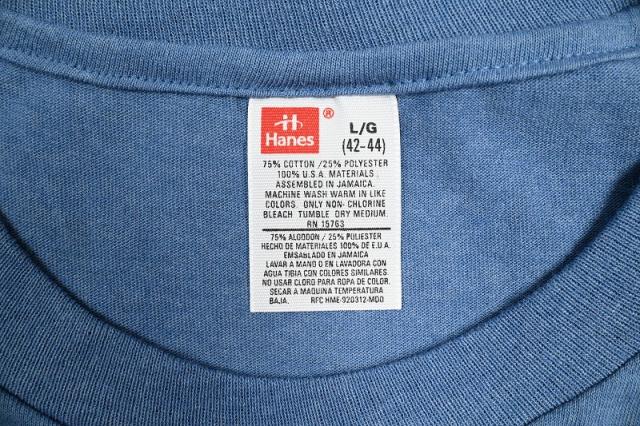 Hanes ®
L/G
(42-44)
75% COTTON / 25% POLYESTER
100% U.S.A. MATERIALS.
ASSEMBLED IN JAMAICA.
MACHINE WASH WARM IN LIKE
COLORS. ONLY NON- CHLORINE
BLEACH. TUMBLE DRY MEDIUM.
RN 15763
75% ALGODON / 25% POLIESTER
HECHO DE MATERIALES 100% DE E.U.A.
ENSABLADO EN JAMAICA
LAVAR A MANO O EN LAVADORA CON
AGUA TIBIA CON COLORES SIMILARES.
NO USAR CLORO PARA ROPA DE COLOR.
SECAR A MAQUINA TEMPERATURA
BAJA. RFC HME-920312-MD0